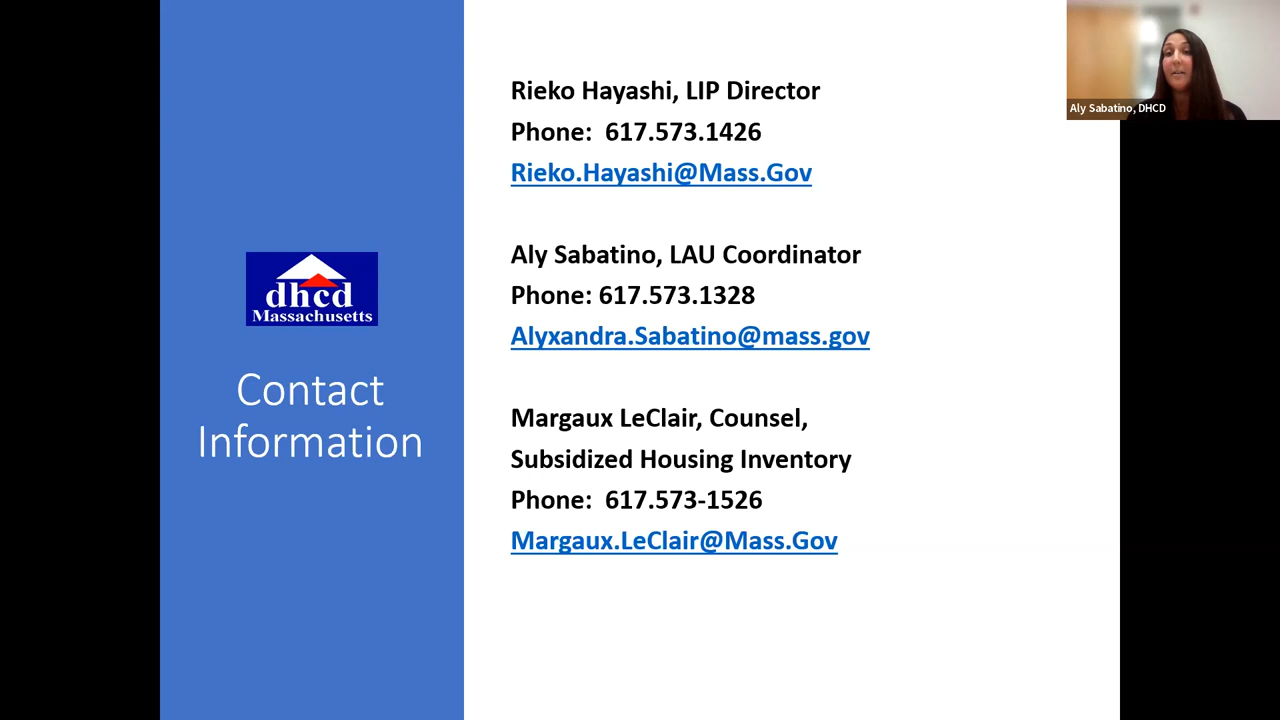 dhcd
Massachusetts
Contact
Information
Rieko Hayashi, LIP Director
Phone:  617.573.1426
Rieko.Hayashi@Mass.Gov
Aly Sabatino, LAU Coordinator
Phone: 617.573.1328
Alyxandra.Sabatino@mass.gov
Margaux LeClair, Counsel,
Subsidized Housing Inventory
Phone:  617.573-1526
Margaux.LeClair@Mass.Gov
Aly Sabatino, DHCD